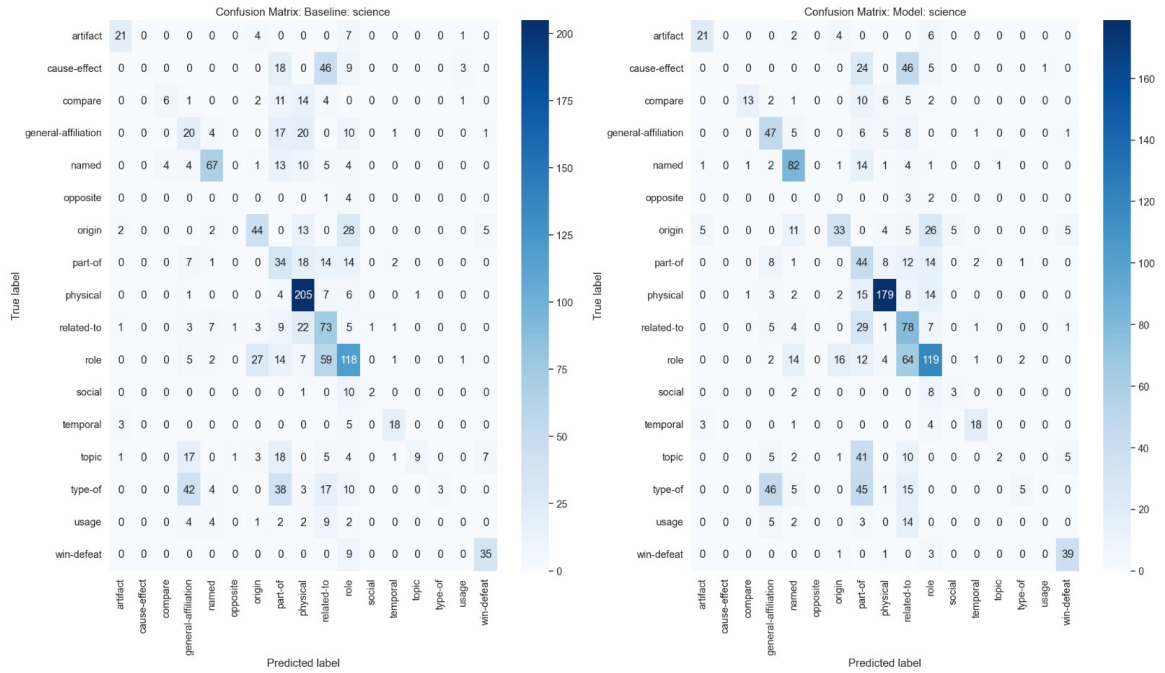 Confusion Matrix: Baseline: science
artifact 21 0 0 0 0 0 4 0 0 0 7 0 0 0 0 1 0
cause-effect 0 0 0 0 0 0 0 18 0 46 9 0 0 0 0 3 0
compare 0 0 6 1 0 0 2 11 14 4 0 0 0 0 0 1 0
general-affiliation 0 0 0 20 4 0 0 17 20 0 10 0 1 0 0 0 1
named 0 0 4 4 67 0 1 13 10 5 4 0 0 0 0 0 0
opposite 0 0 0 0 0 0 0 0 0 1 4 0 0 0 0 0 0
origin 2 0 0 0 2 0 44 0 13 0 28 0 0 0 0 0 5
part-of 0 0 0 7 1 0 0 34 18 14 14 0 2 0 0 0 0
physical 0 0 0 1 0 0 0 4 205 7 6 0 0 1 0 0 0
related-to 1 0 0 3 7 1 3 9 22 73 5 1 1 0 0 0 0
role 0 0 0 5 2 0 27 14 7 59 118 0 1 0 0 1 0
social 0 0 0 0 0 0 0 0 1 0 10 2 0 0 0 0 0
temporal 3 0 0 0 0 0 0 0 0 0 5 0 18 0 0 0 0
topic 1 0 0 17 0 1 3 18 0 5 4 0 1 9 0 0 7
type-of 0 0 0 42 4 0 0 38 3 17 10 0 0 0 3 0 0
usage 0 0 0 4 4 0 1 2 2 9 2 0 0 0 0 0 0
win-defeat 0 0 0 0 0 0 0 0 0 0 9 0 0 0 0 0 35
artifact
cause-effect
compare
general-affiliation
named
opposite
origin
part-of
physical
related-to
role
social
temporal
topic
type-of
usage
win-defeat
Predicted label
True label
200
175
150
125
100
75
50
25
0
Confusion Matrix: Model: science
artifact 21 0 0 0 2 0 4 0 0 0 6 0 0 0 0 0 0
cause-effect 0 0 0 0 0 0 0 24 0 46 5 0 0 0 0 1 0
compare 0 0 13 2 1 0 0 10 6 5 2 0 0 0 0 0 0
general-affiliation 0 0 0 47 5 0 0 6 5 8 0 0 1 0 0 0 1
named 1 0 1 2 82 0 1 14 1 4 1 0 0 1 0 0 0
opposite 0 0 0 0 0 0 0 0 0 3 2 0 0 0 0 0 0
origin 5 0 0 0 11 0 33 0 4 5 26 5 0 0 0 0 5
part-of 0 0 0 8 1 0 0 44 8 12 14 0 2 0 1 0 0
physical 0 0 1 3 2 0 2 15 179 8 14 0 0 0 0 0 0
related-to 0 0 0 5 4 0 0 29 1 78 7 0 1 0 0 0 1
role 0 0 0 2 14 0 16 12 4 64 119 0 1 0 2 0 0
social 0 0 0 0 2 0 0 0 0 0 8 3 0 0 0 0 0
temporal 3 0 0 0 1 0 0 0 0 0 4 0 18 0 0 0 0
topic 0 0 0 5 2 0 1 41 0 10 0 0 0 2 0 0 5
type-of 0 0 0 46 5 0 0 45 1 15 0 0 0 0 5 0 0
usage 0 0 0 5 2 0 0 3 0 14 0 0 0 0 0 0 0
win-defeat 0 0 0 0 0 0 1 0 1 0 3 0 0 0 0 0 39
artifact
cause-effect
compare
general-affiliation
named
opposite
origin
part-of
physical
related-to
role
social
temporal
topic
type-of
usage
win-defeat
Predicted label
True label
160
140
120
100
80
60
40
20
0